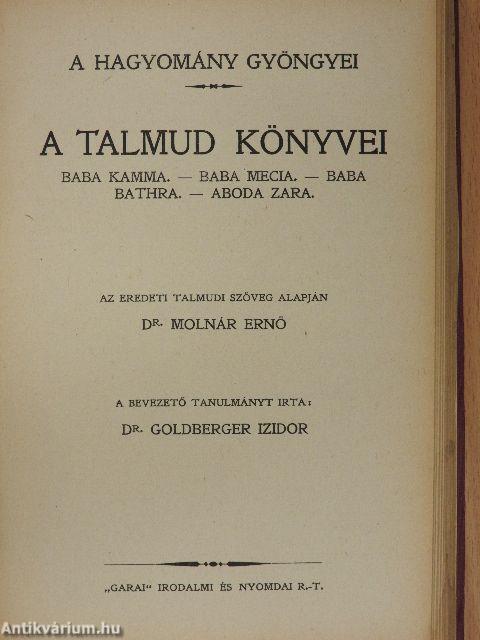 A HAGYOMÁNY GYÖNGYEI
A TALMUD KÖNYVEI
BABA KAMMA. — BABA MECIA. — BABA
BATHRA. — ABODA ZARA.
AZ EREDETI TALMUDI SZÖVEG ALAPJÁN
DR. MOLNÁR ERNŐ
A BEVEZETŐ TANULMÁNYT IRTA:
DR. GOLDBERGER IZIDOR
„GARAI“ IRODALMI ÉS NYOMDAI R.-T.
Antikvárium.hu